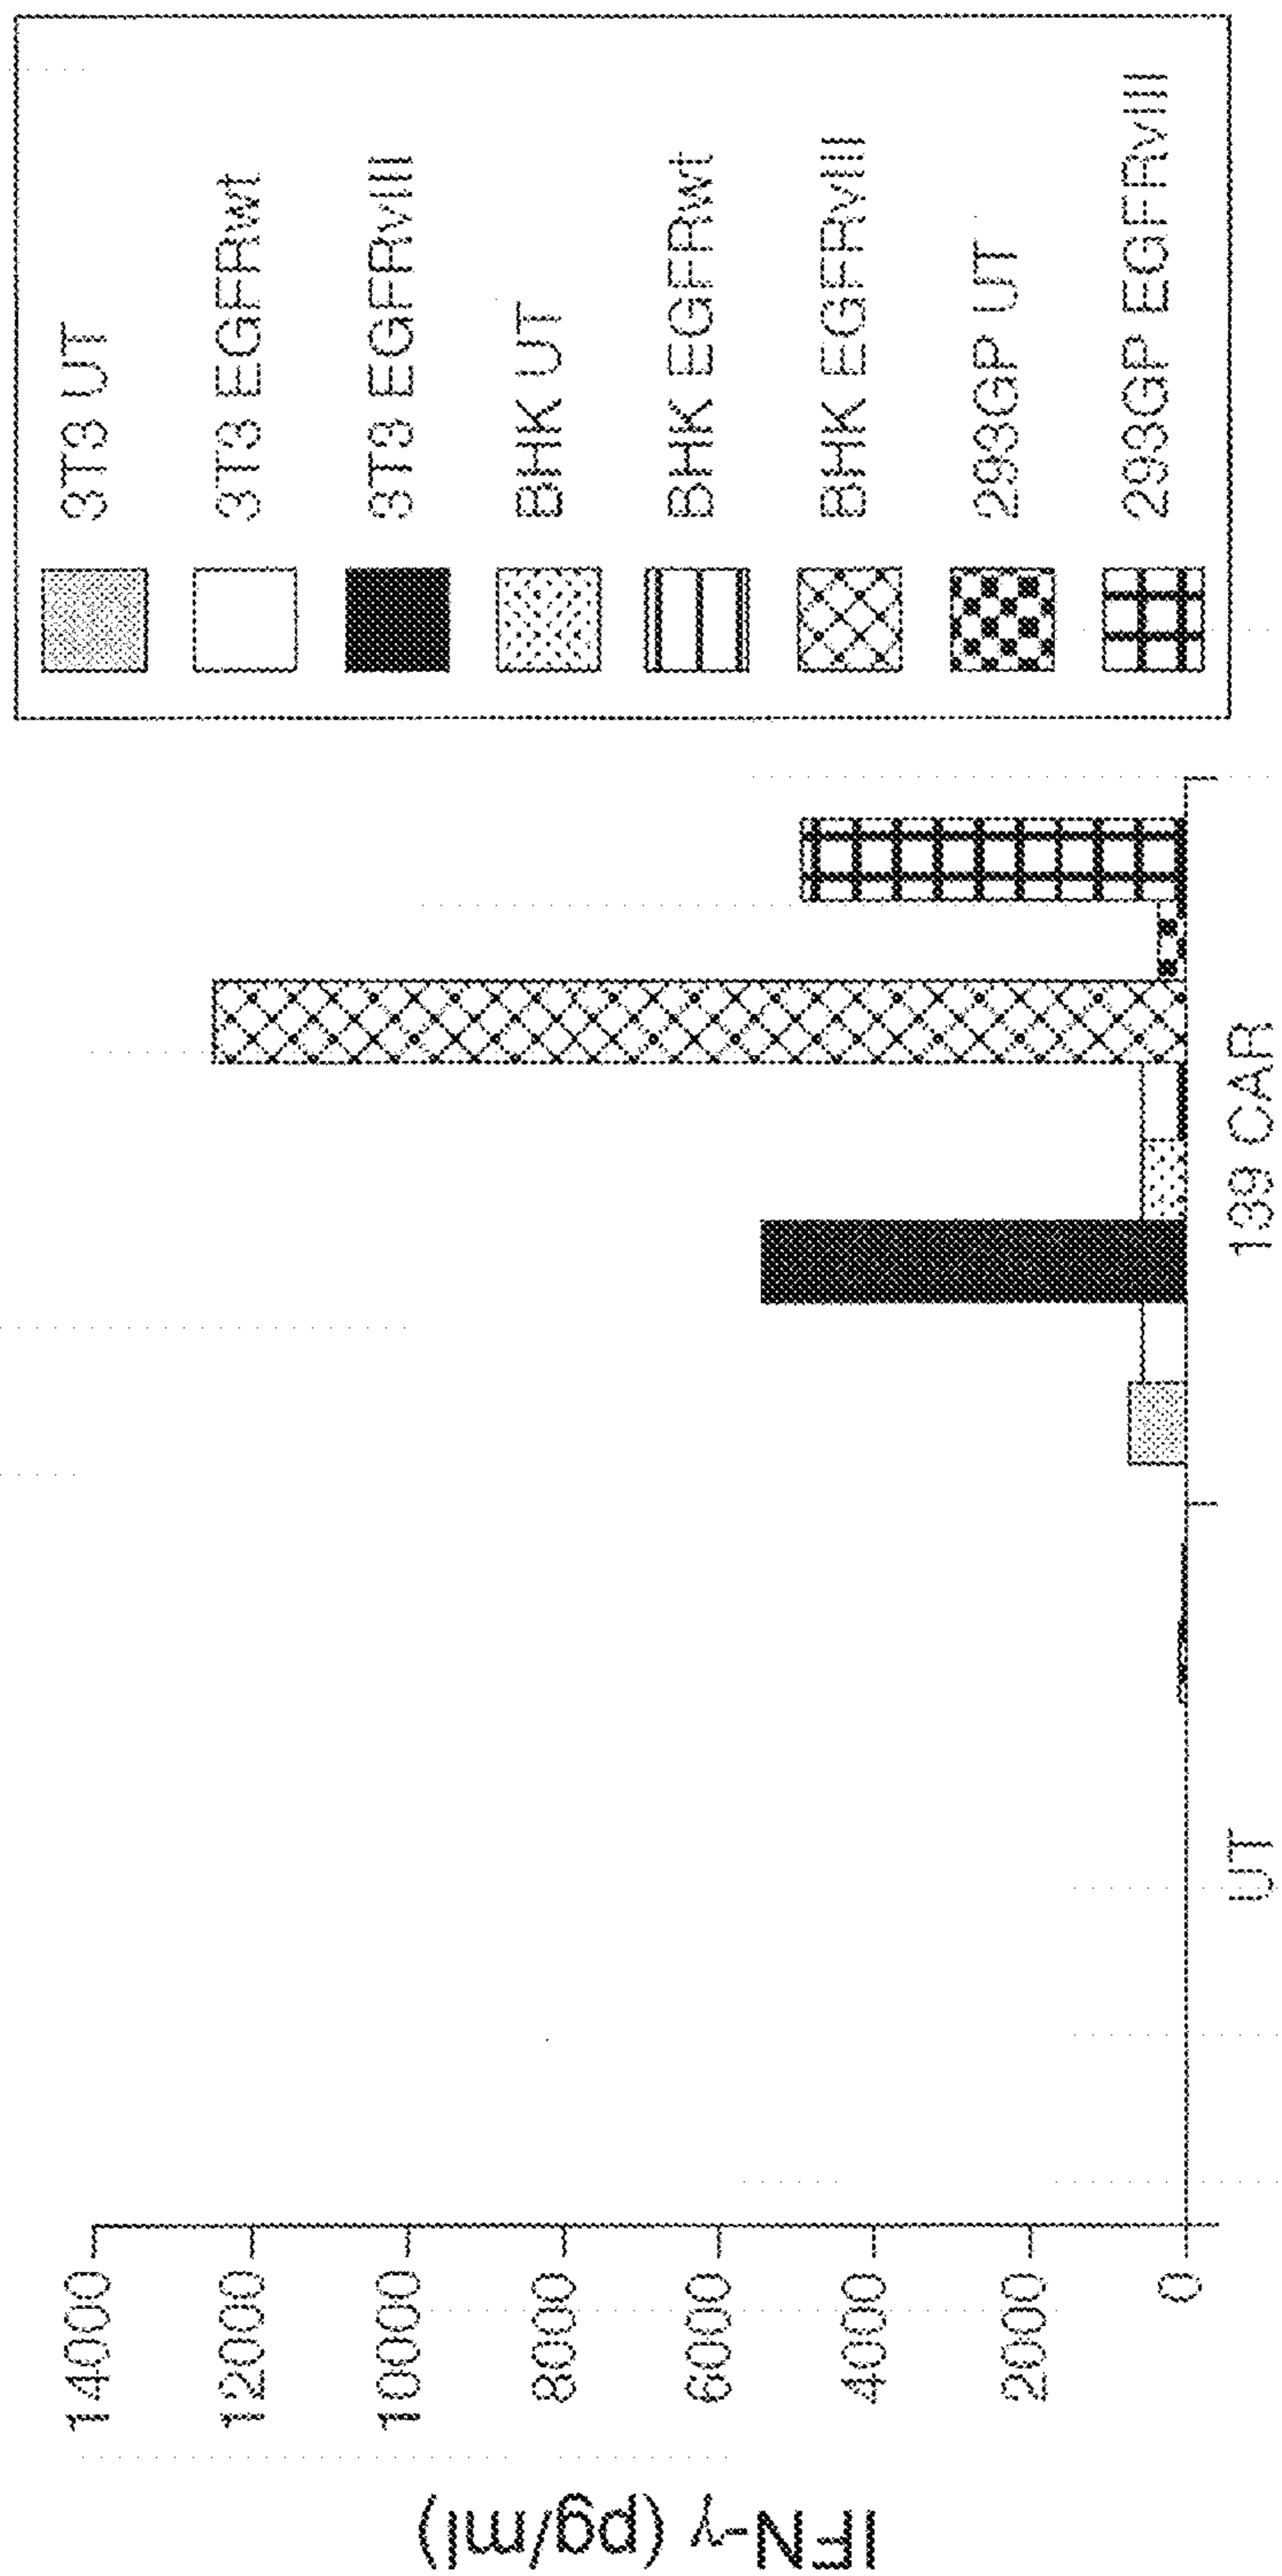 IFN-γ (pg/ml)
14000
12000
10000
8000
6000
4000
2000
0
UT
139 CAR
3T3 UT
3T3 EGFRwt
3T3 EGFRvIII
BHK UT
BHK EGFRwt
BHK EGFRvIII
293GP UT
293GP EGFRvIII